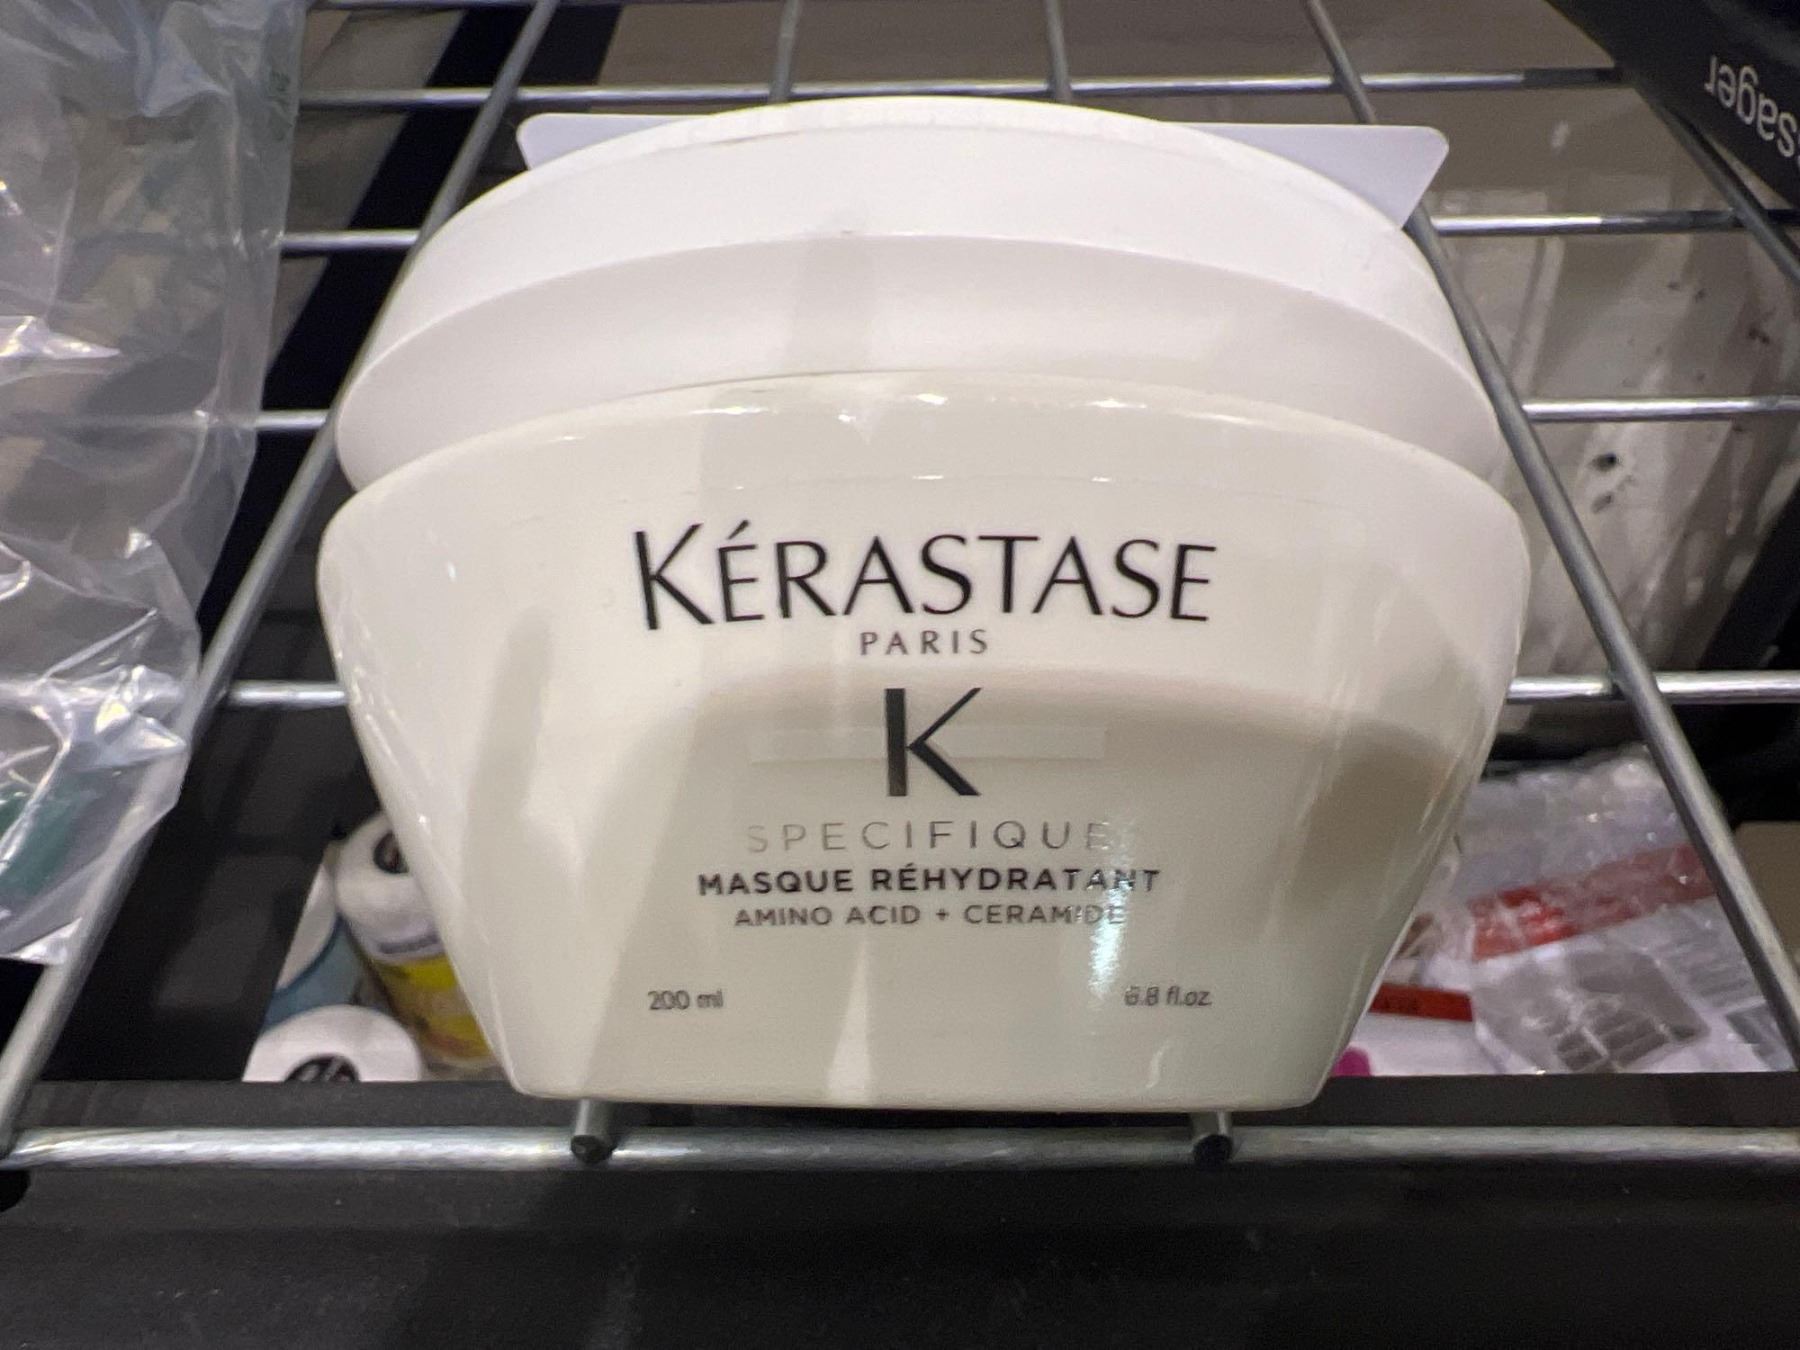 KÉRASTASE
PARIS
K
SPECIFIQUE
MASQUE RÉHYDRATANT
AMINO ACID + CERAMIDE
200 ml
6.8 fl.oz.